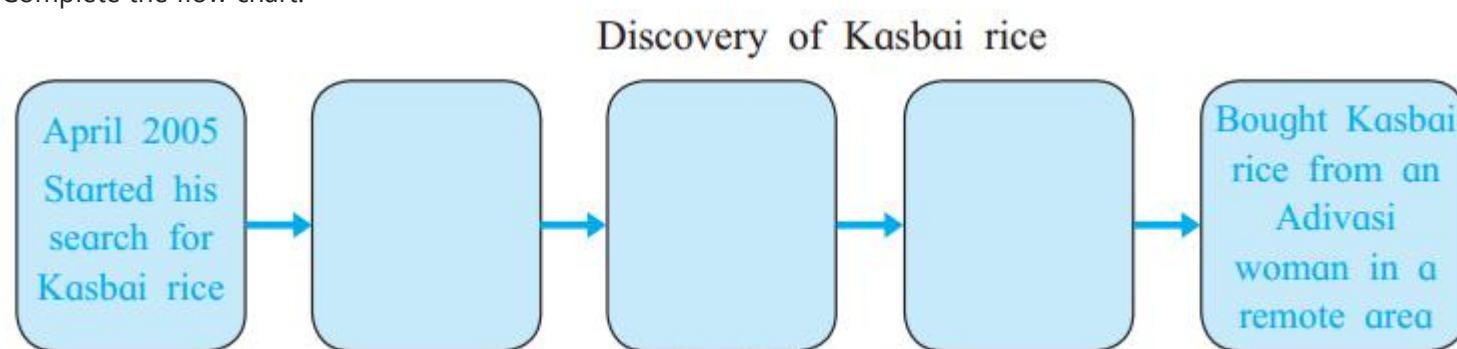 Complete the flow chart.
Discovery of Kasbai rice
April 2005
Started his
search for
Kasbai rice
Bought Kasbai
rice from an
Adivasi
woman in a
remote area